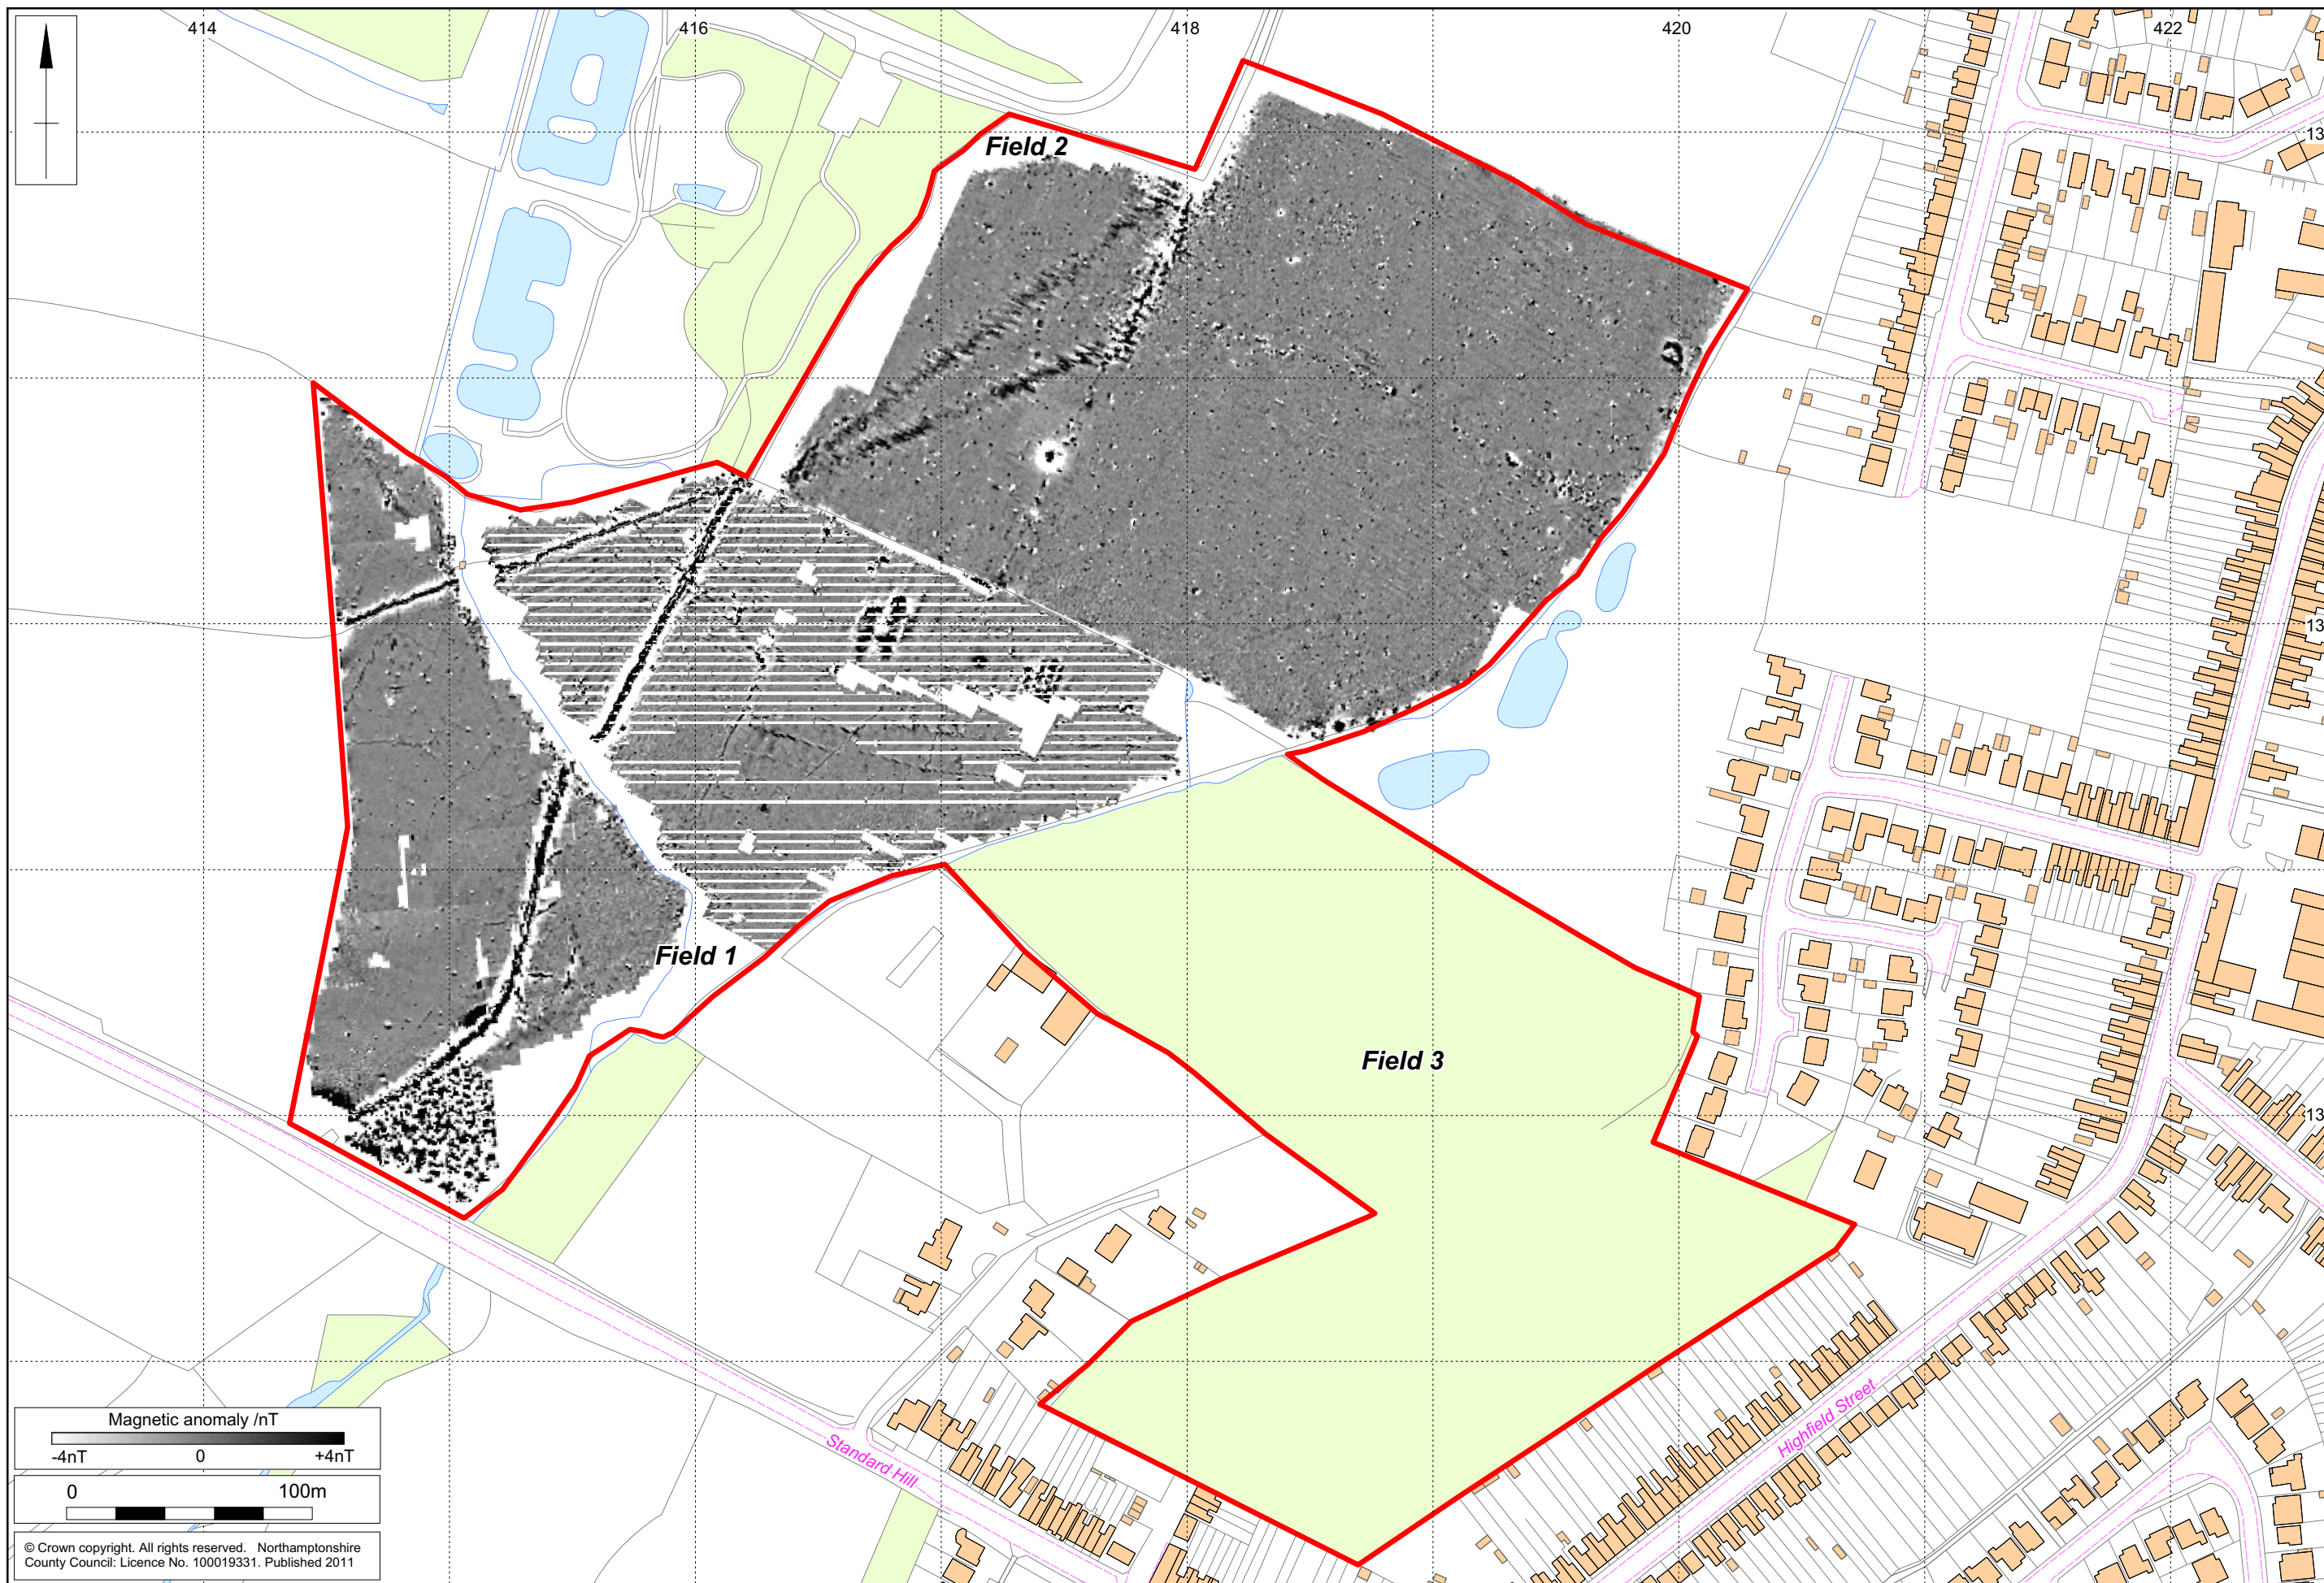 414
416
418
420
422
13
Field 2
13
Field 1
Field 3
13
Magnetic anomaly /nT
-4nT
0
+4nT
0
100m
© Crown copyright. All rights reserved. Northamptonshire
County Council: Licence No. 100019331. Published 2011
Standard Hill
Highfield Street